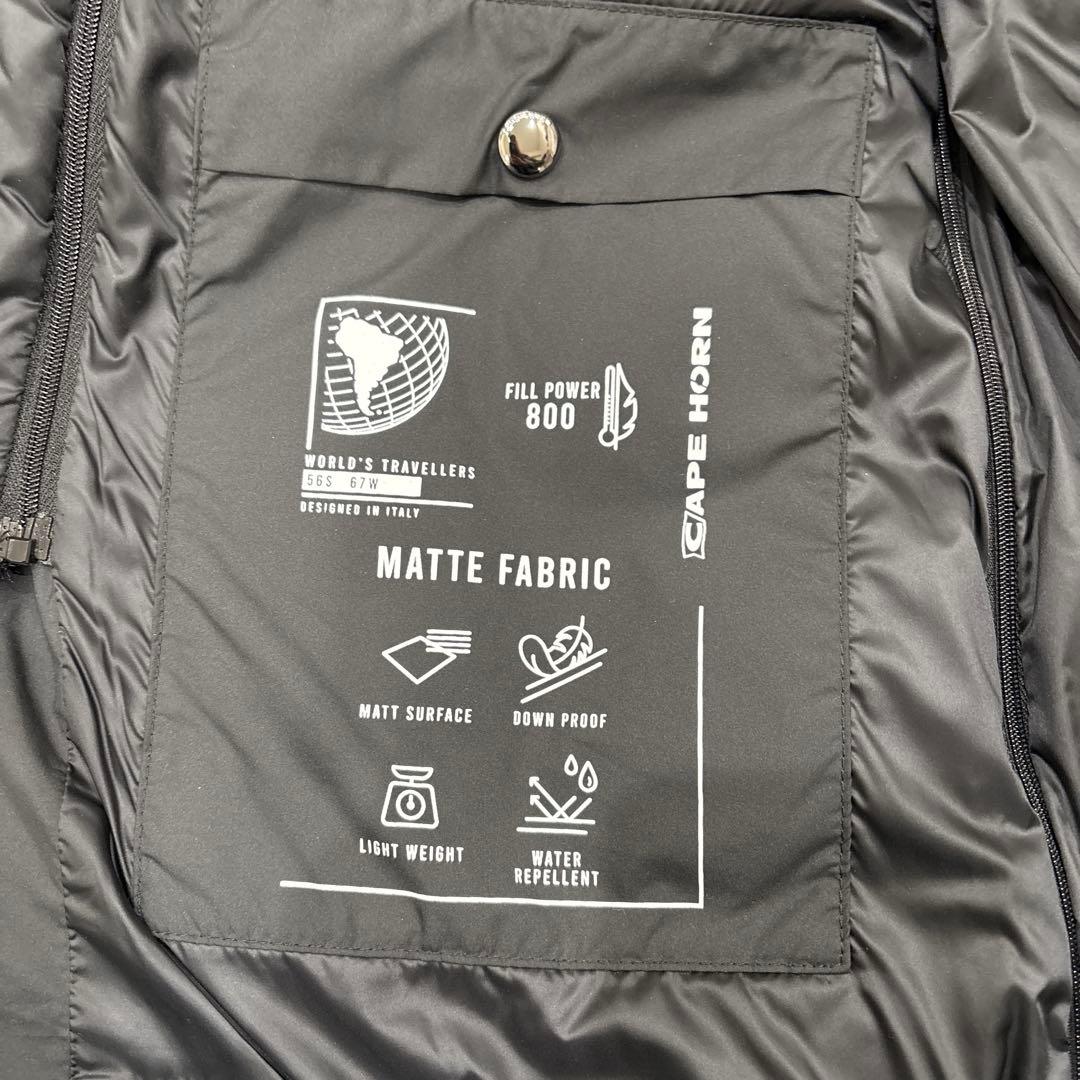 WORLD'S TRAVELLERS
56S 67W
DESIGNED IN ITALY
FILL POWER
800
CAPE HORN
MATTE FABRIC
MATT SURFACE
DOWN PROOF
LIGHT WEIGHT
WATER
REPELLENT